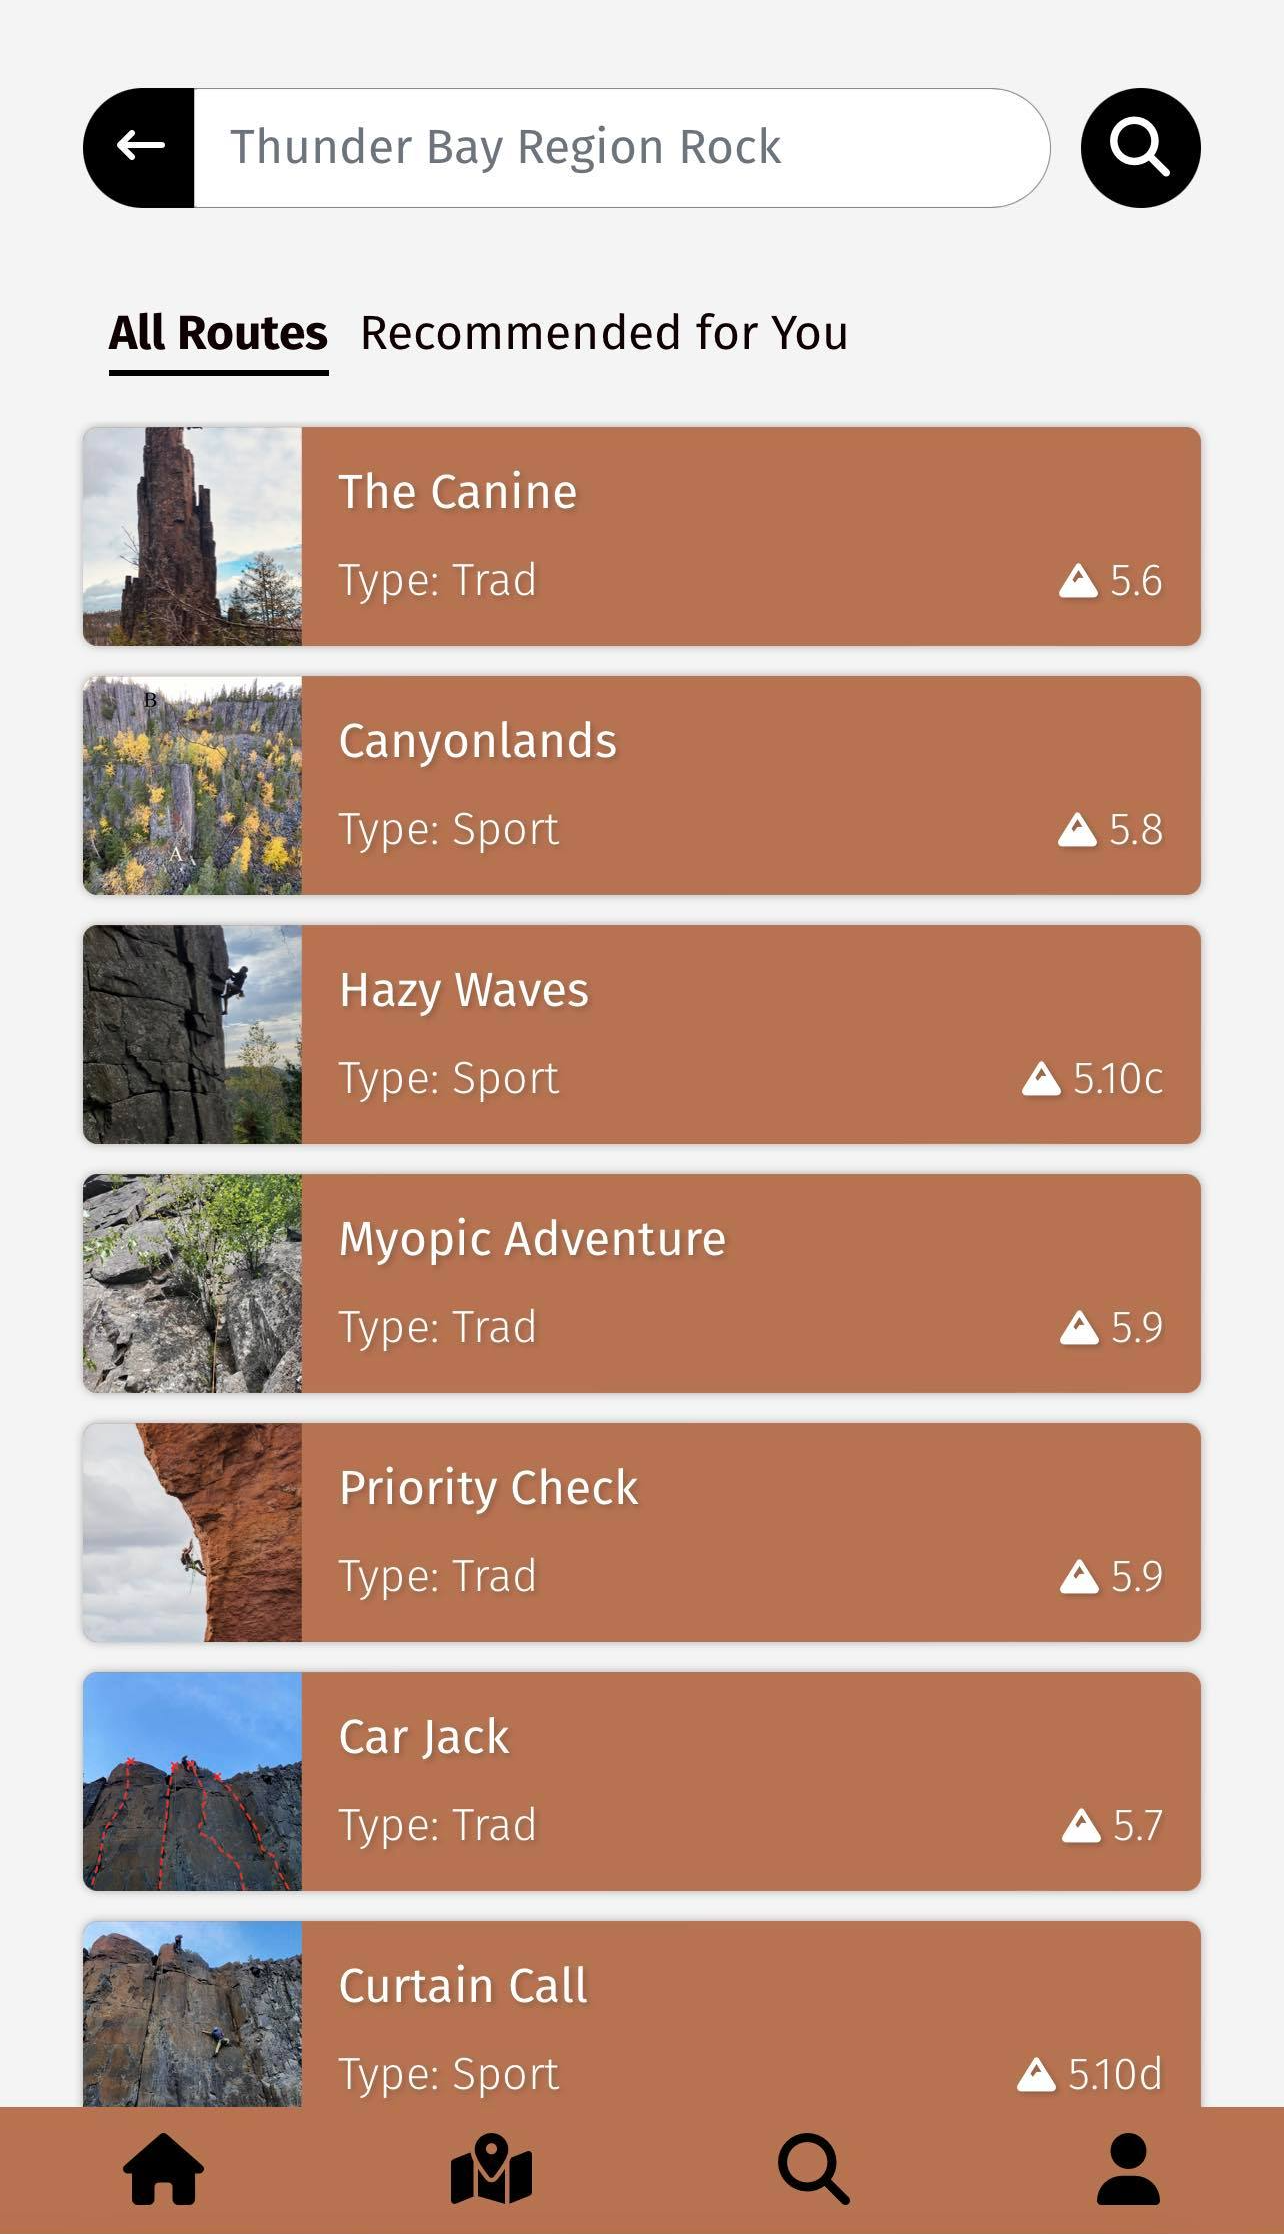 Thunder Bay Region Rock
All Routes Recommended for You
The Canine
Type: Trad 5.6
B
A
Canyonlands
Type: Sport 5.8
Hazy Waves
Type: Sport 5.10c
Myopic Adventure
Type: Trad 5.9
Priority Check
Type: Trad 5.9
Car Jack
Type: Trad 5.7
Curtain Call
Type: Sport 5.10d